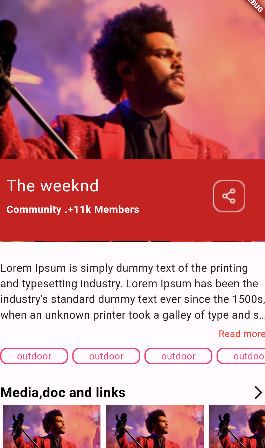 The weeknd
Community .+11k Members
Lorem Ipsum is simply dummy text of the printing
and typesetting industry. Lorem Ipsum has been the
industry's standard dummy text ever since the 1500s,
when an unknown printer took a galley of type and s…
Read more
outdoor outdoor outdoor outdoo
Media,doc and links